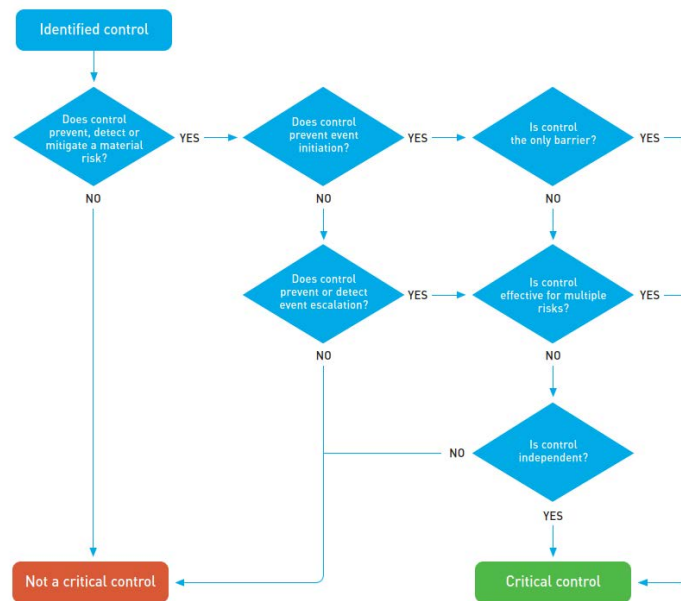 Identified control
Does control
prevent, detect or
mitigate a material
risk?
YES
Does control
prevent event
initiation?
YES
Is control
the only barrier?
YES
NO
NO
NO
Does control
prevent or detect
event escalation?
YES
Is control
effective for multiple
risks?
YES
NO
NO
Is control
independent?
NO
YES
Not a critical control
Critical control